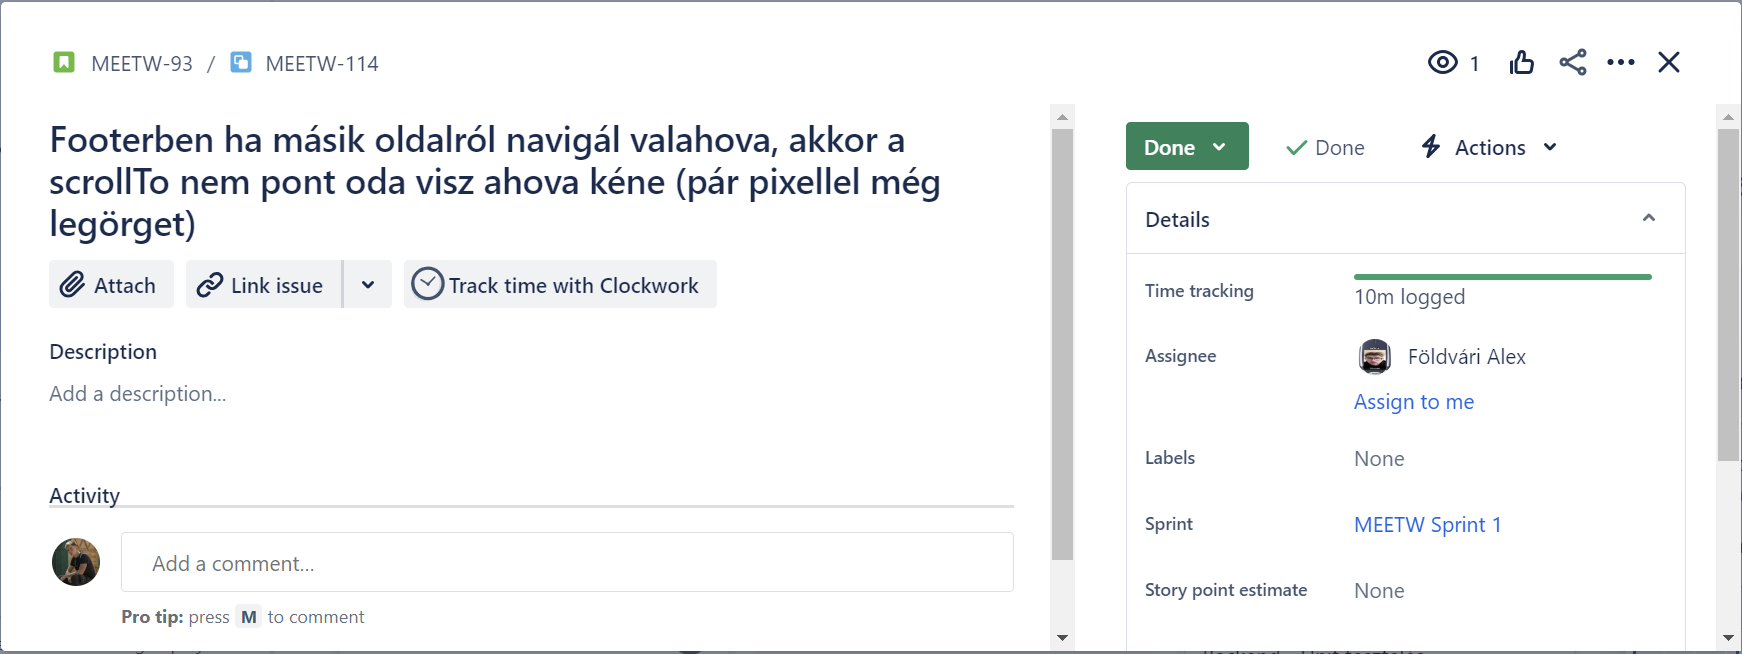 MEETW-93 / MEETW-114
1
Footerben ha másik oldalról navigál valahova, akkor a
scrollTo nem pont oda visz ahova kéne (pár pixellel még
legörget)
Attach
Link issue
Track time with Clockwork
Description
Add a description...
Activity
Add a comment...
Pro tip: press M to comment
Done
Done
Actions
Details
Time tracking
10m logged
Assignee
Földvári Alex
Assign to me
Labels
None
Sprint
MEETW Sprint 1
Story point estimate
None